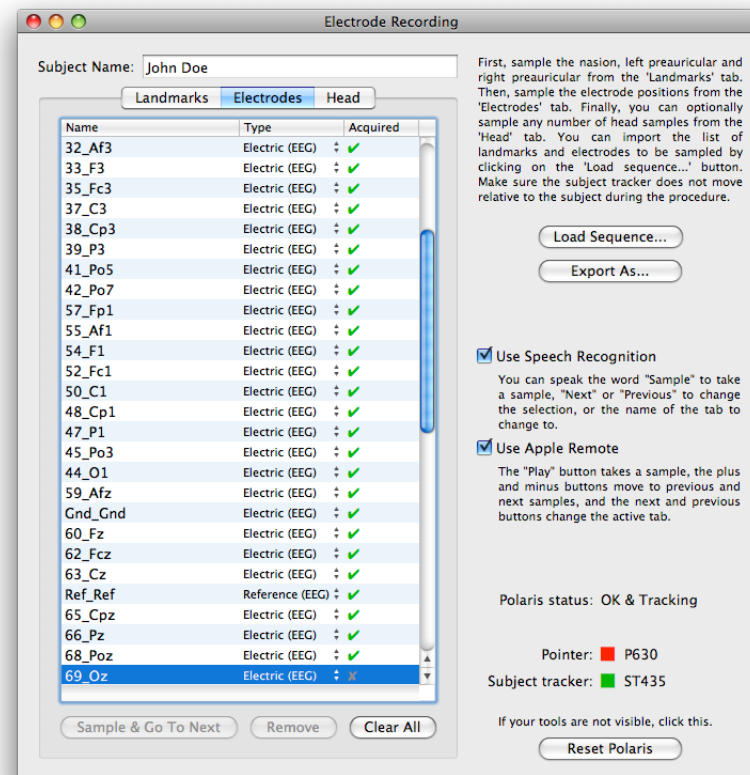 Electrode Recording
Subject Name: John Doe
Landmarks Electrodes Head
Name Type Acquired
32_Af3 Electric (EEG)
33_F3 Electric (EEG)
35_Fc3 Electric (EEG)
37_C3 Electric (EEG)
38_Cp3 Electric (EEG)
39_P3 Electric (EEG)
41_Po5 Electric (EEG)
42_Po7 Electric (EEG)
57_Fp1 Electric (EEG)
55_Af1 Electric (EEG)
54_F1 Electric (EEG)
52_Fc1 Electric (EEG)
50_C1 Electric (EEG)
48_Cp1 Electric (EEG)
47_P1 Electric (EEG)
45_Po3 Electric (EEG)
44_O1 Electric (EEG)
59_Afz Electric (EEG)
Gnd_Gnd Electric (EEG)
60_Fz Electric (EEG)
62_Fcz Electric (EEG)
63_Cz Electric (EEG)
Ref_Ref Reference (EEG)
65_Cpz Electric (EEG)
66_Pz Electric (EEG)
68_Poz Electric (EEG)
69_Oz Electric (EEG)
Sample & Go To Next Remove Clear All
First, sample the nasion, left preauricular and
right preauricular from the 'Landmarks' tab.
Then, sample the electrode positions from the
'Electrodes' tab. Finally, you can optionally
sample any number of head samples from the
'Head' tab. You can import the list of
landmarks and electrodes to be sampled by
clicking on the 'Load sequence...' button.
Make sure the subject tracker does not move
relative to the subject during the procedure.
Load Sequence...
Export As...
Use Speech Recognition
You can speak the word "Sample" to take
a sample, "Next" or "Previous" to change
the selection, or the name of the tab to
change to.
Use Apple Remote
The "Play" button takes a sample, the plus
and minus buttons move to previous and
next samples, and the next and previous
buttons change the active tab.
Polaris status: OK & Tracking
Pointer: P630
Subject tracker: ST435
If your tools are not visible, click this.
Reset Polaris